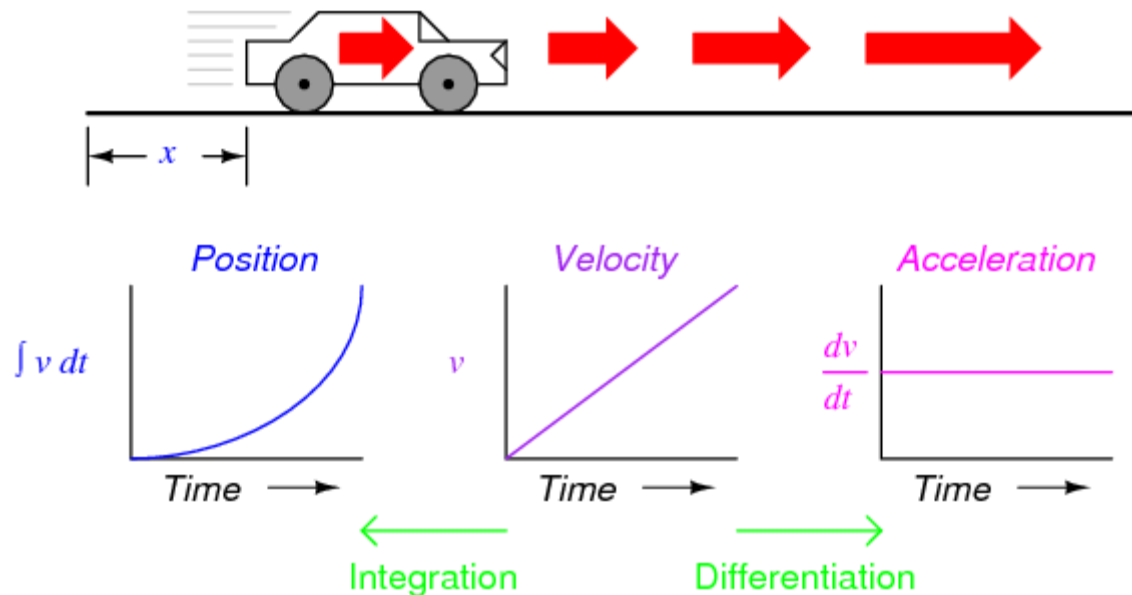 x
Position Velocity Acceleration
∫ v dt v dv/dt
Time Time Time
Integration Differentiation